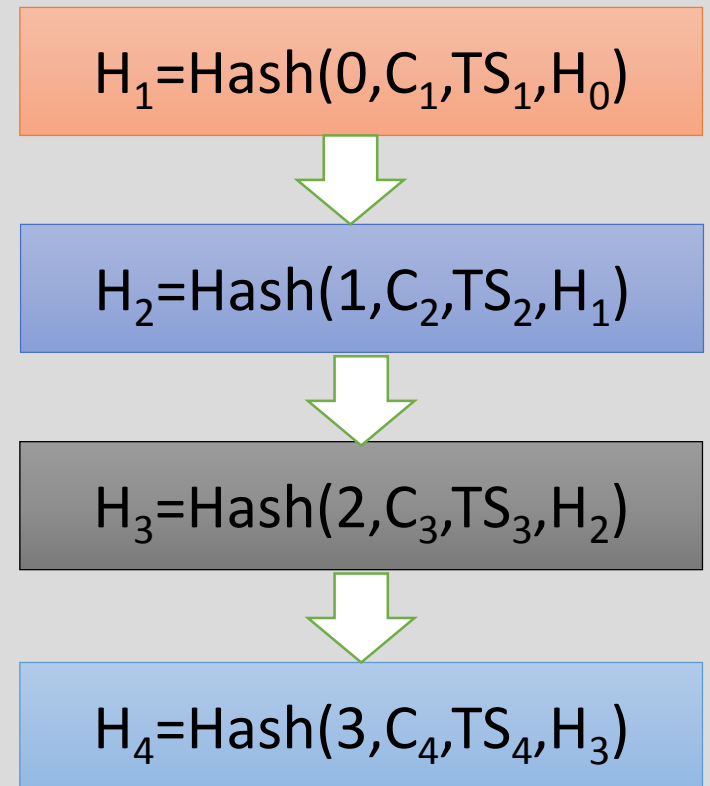 H₁=Hash(0,C₁,TS₁,H₀)
H₂=Hash(1,C₂,TS₂,H₁)
H₃=Hash(2,C₃,TS₃,H₂)
H₄=Hash(3,C₄,TS₄,H₃)